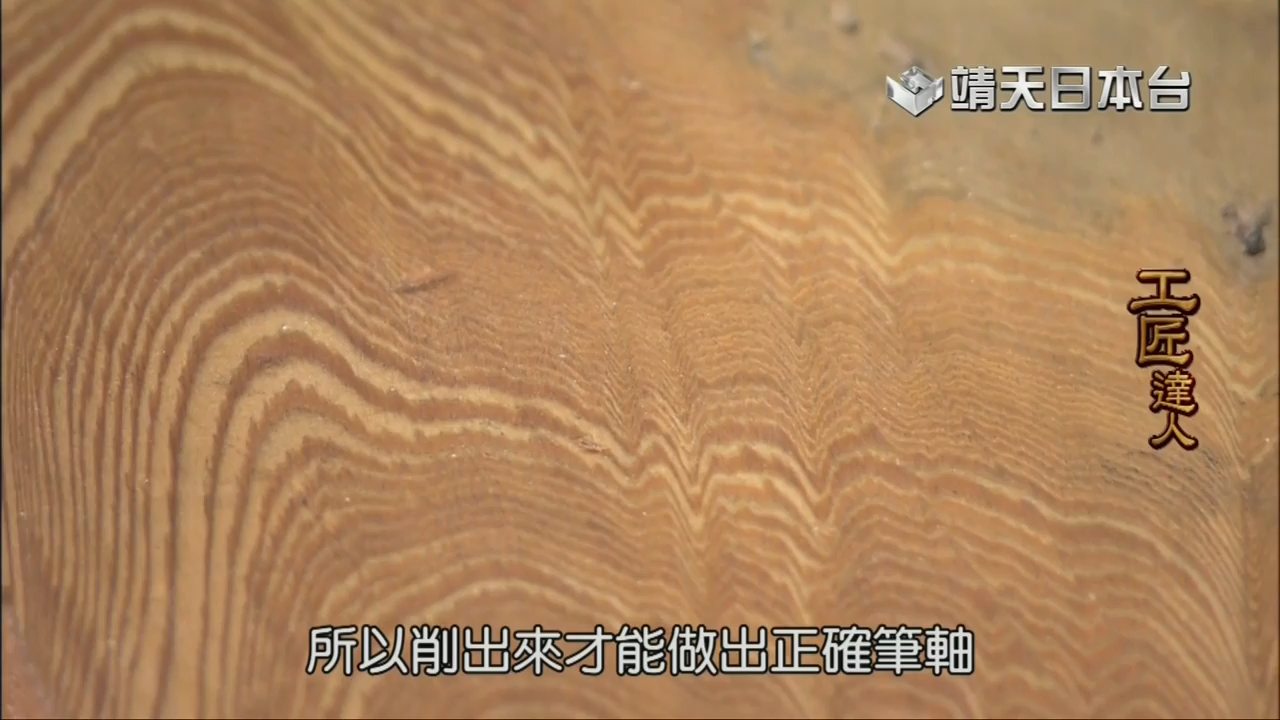 靖天日本台
工匠達人
所以削出來才能做出正確筆軸